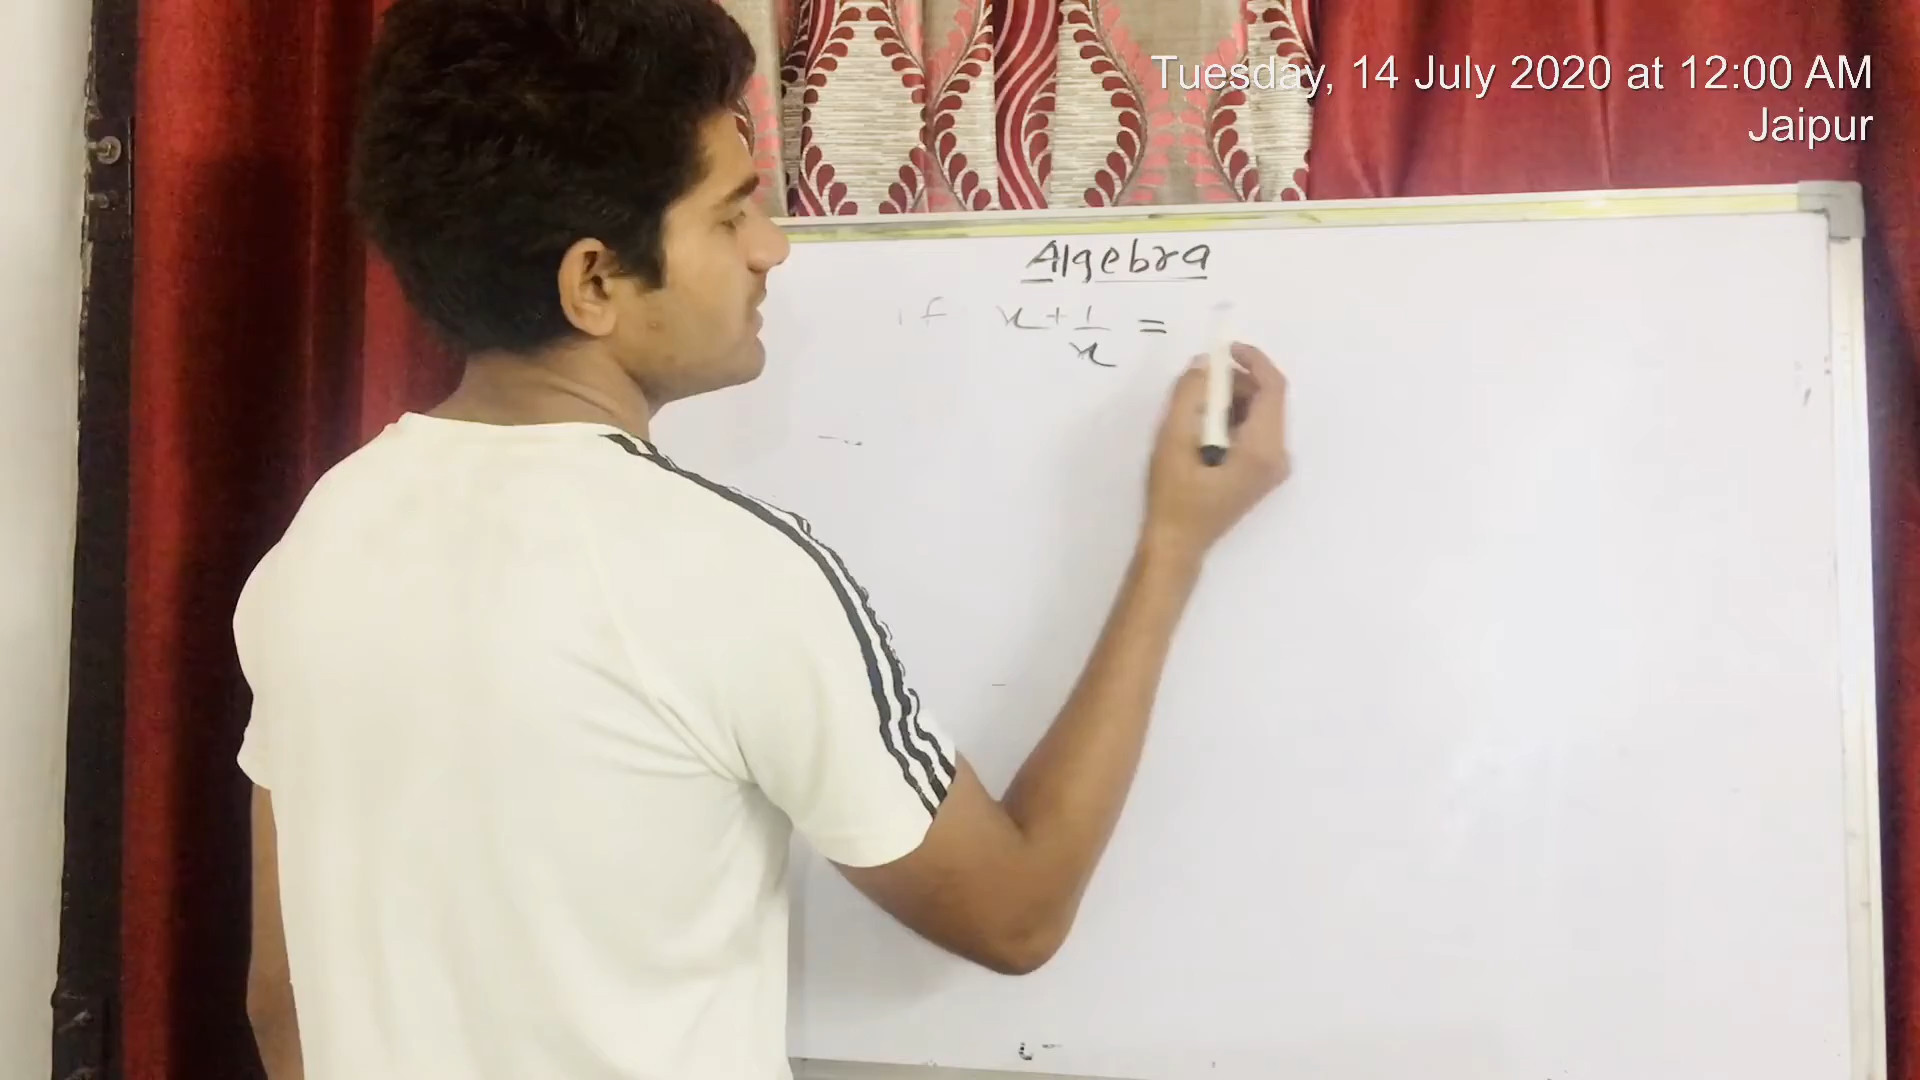 Tuesday, 14 July 2020 at 12:00 AM
Jaipur
Algebra
if x + 1/x =